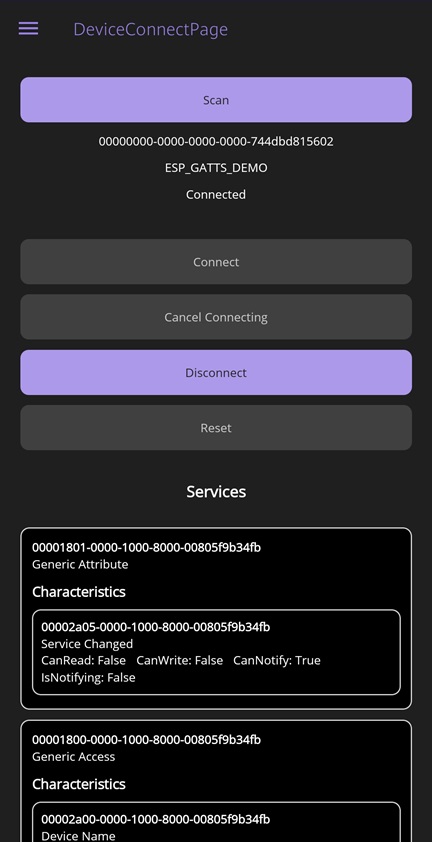 DeviceConnectPage
Scan
00000000-0000-0000-0000-744dbd815602
ESP_GATTS_DEMO
Connected
Connect
Cancel Connecting
Disconnect
Reset
Services
00001801-0000-1000-8000-00805f9b34fb
Generic Attribute
Characteristics
00002a05-0000-1000-8000-00805f9b34fb
Service Changed
CanRead: False CanWrite: False CanNotify: True
IsNotifying: False
00001800-0000-1000-8000-00805f9b34fb
Generic Access
Characteristics
00002a00-0000-1000-8000-00805f9b34fb
Device Name